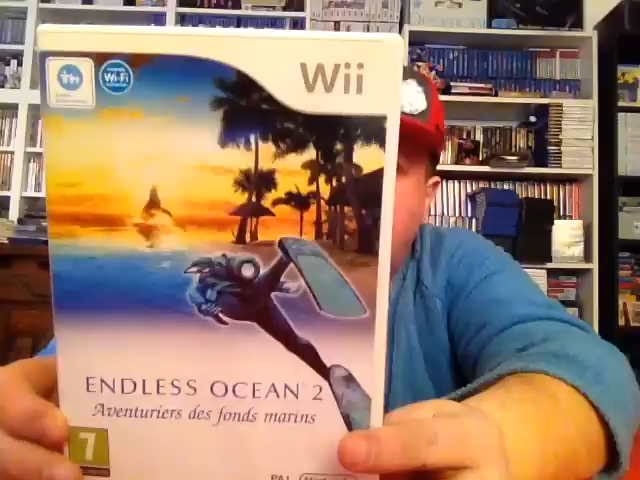 Wi-Fi
Wii
ENDLESS OCEAN 2
Aventuriers des fonds marins
7
PAL